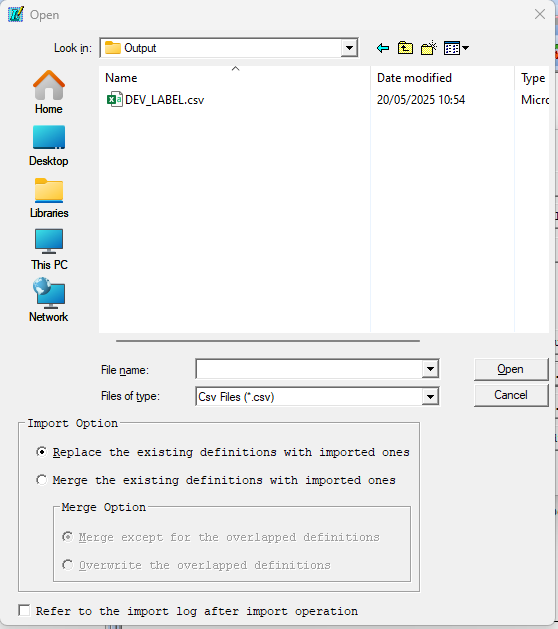 Open
Look in:
Output
Home
Desktop
Libraries
This PC
Network
Name
Date modified
Type
DEV_LABEL.csv
20/05/2025 10:54
Micro
File name:
Open
Files of type:
Csv Files (*.csv)
Cancel
Import Option
Replace the existing definitions with imported ones
Merge the existing definitions with imported ones
Merge Option
Merge except for the overlapped definitions
Overwrite the overlapped definitions
Refer to the import log after import operation